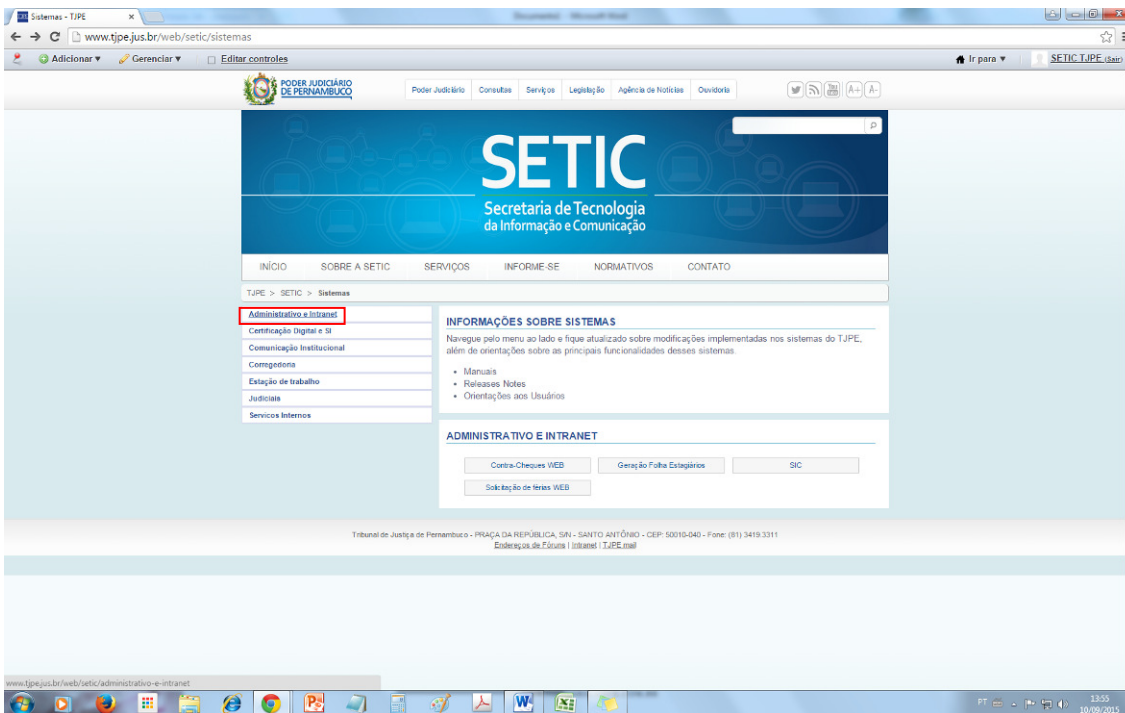 Sistemas - TJPE
www.tjpe.jus.br/web/setic/sistemas
Adicionar Gerenciar Editar controles Ir para SETIC TJPE (Sair)
PODER JUDICIÁRIO
DE PERNAMBUCO
Poder Judiciário Consultas Serviços Legislação Agência de Notícias Ouvidoria A+ A-
SETIC
Secretaria de Tecnologia
da Informação e Comunicação
INÍCIO SOBRE A SETIC SERVIÇOS INFORME-SE NORMATIVOS CONTATO
TJPE > SETIC > Sistemas
Administrativo e Intranet
Certificação Digital e SI
Comunicação Institucional
Corregedoria
Estação de trabalho
Judiciais
Servicos Internos
INFORMAÇÕES SOBRE SISTEMAS
Navegue pelo menu ao lado e fique atualizado sobre modificações implementadas nos sistemas do TJPE,
além de orientações sobre as principais funcionalidades desses sistemas.
• Manuais
• Releases Notes
• Orientações aos Usuários
ADMINISTRATIVO E INTRANET
Contra-Cheques WEB Geração Folha Estagiários SIC
Solicitação de férias WEB
Tribunal de Justiça de Pernambuco - PRAÇA DA REPÚBLICA, S/N - SANTO ANTÔNIO - CEP: 50010-040 - Fone: (81) 3419.3311
Endereços de Fóruns | Intranet | TJPE mail
www.tjpe.jus.br/web/setic/administrativo-e-intranet
PT 13:55
10/09/2015